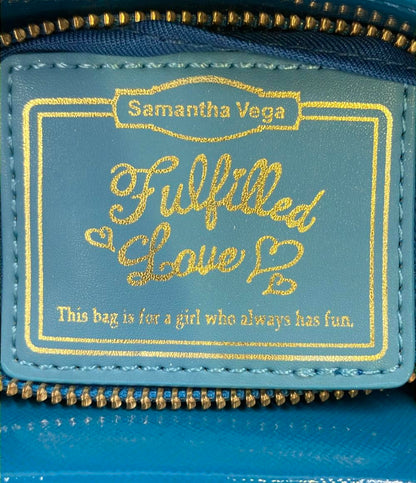 Samantha Vega
Fulfilled
Love
This bag is for a girl who always has fun.